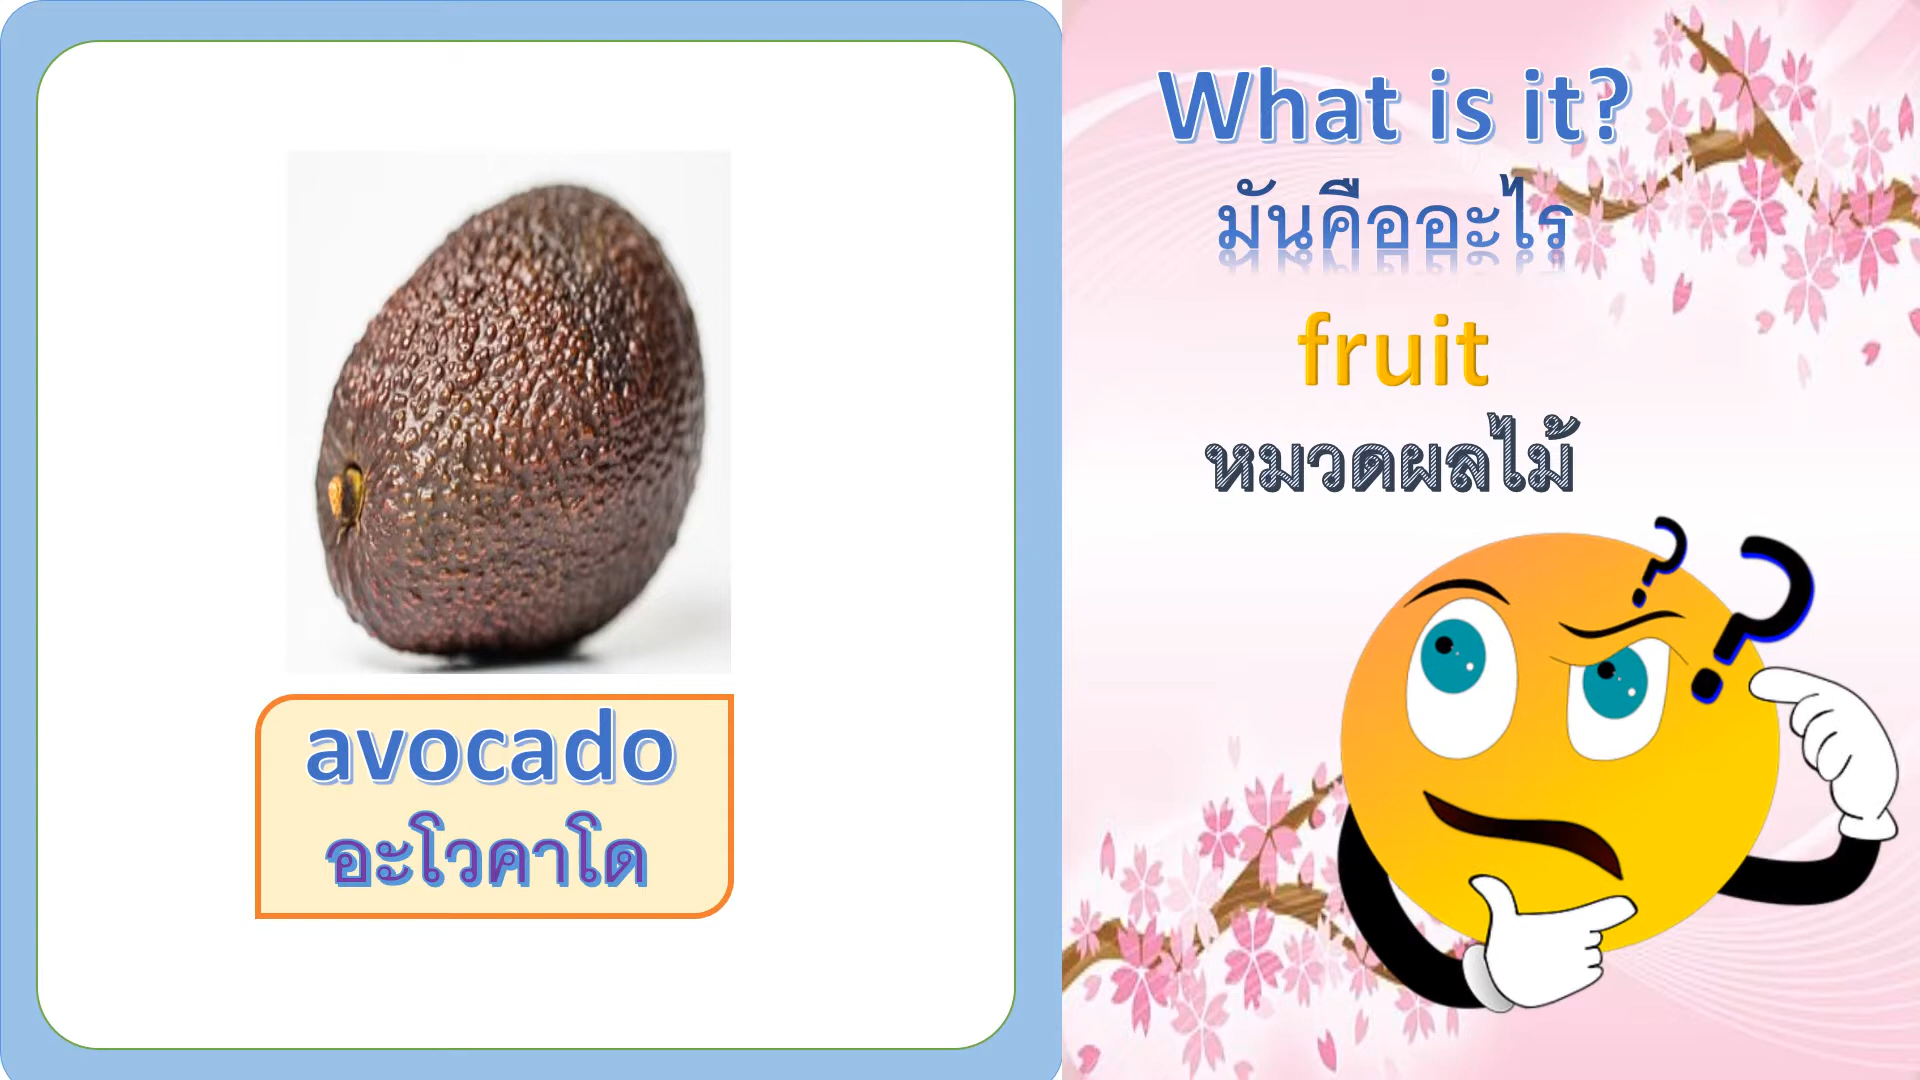 avocado
อะโวคาโด
What is it?
มันคืออะไร
fruit
หมวดผลไม้